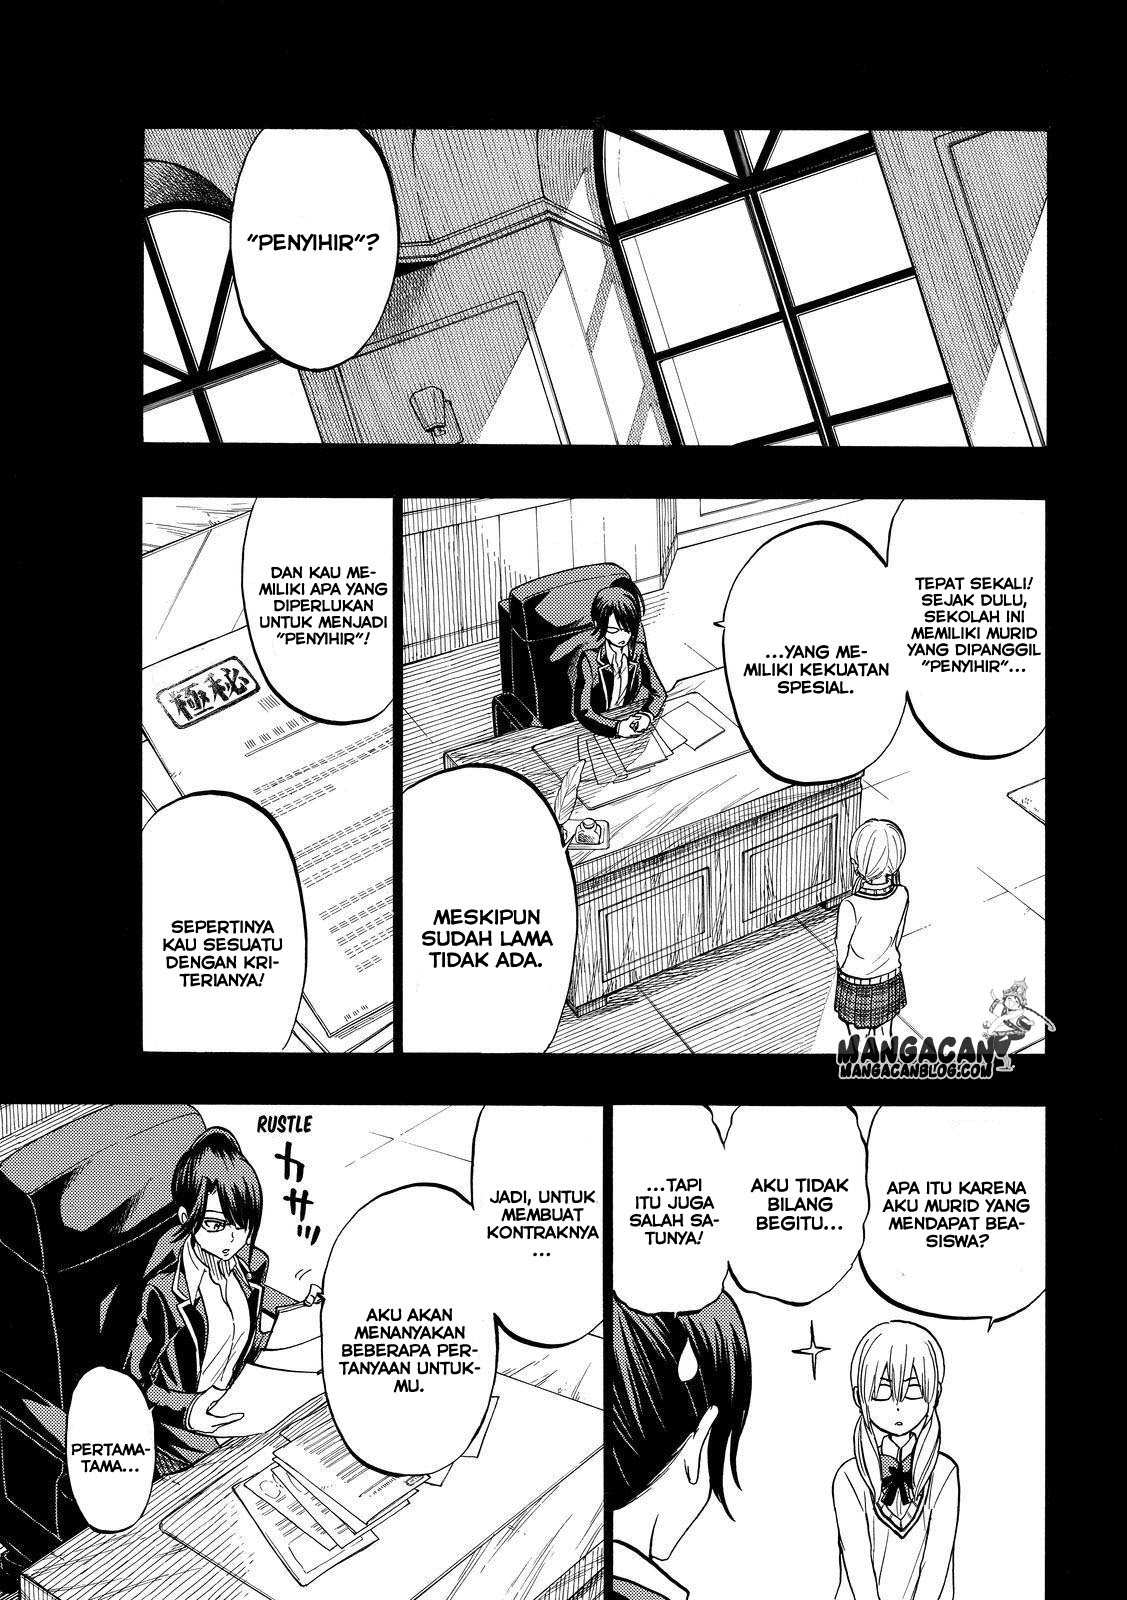 "PENYIHIR"?
TEPAT SEKALI!
SEJAK DULU,
SEKOLAH INI
MEMILIKI MURID
YANG DIPANGGIL
"PENYIHIR"...
...YANG ME-
MILIKI KEKUATAN
SPESIAL.
MESKIPUN
SUDAH LAMA
TIDAK ADA.
DAN KAU ME-
MILIKI APA YANG
DIPERLUKAN
UNTUK MENJADI
"PENYIHIR"!
極秘
SEPERTINYA
KAU SESUATU
DENGAN KRI-
TERIANYA!
MANGACAN
MANGACANBLOG.COM
APA ITU KARENA
AKU MURID YANG
MENDAPAT BEA-
SISWA?
AKU TIDAK
BILANG
BEGITU...
...TAPI
ITU JUGA
SALAH SA-
TUNYA!
JADI, UNTUK
MEMBUAT
KONTRAKNYA
...
RUSTLE
カサッ
AKU AKAN
MENANYAKAN
BEBERAPA PER-
TANYAAN UNTUK-
MU.
PERTAMA-
TAMA...